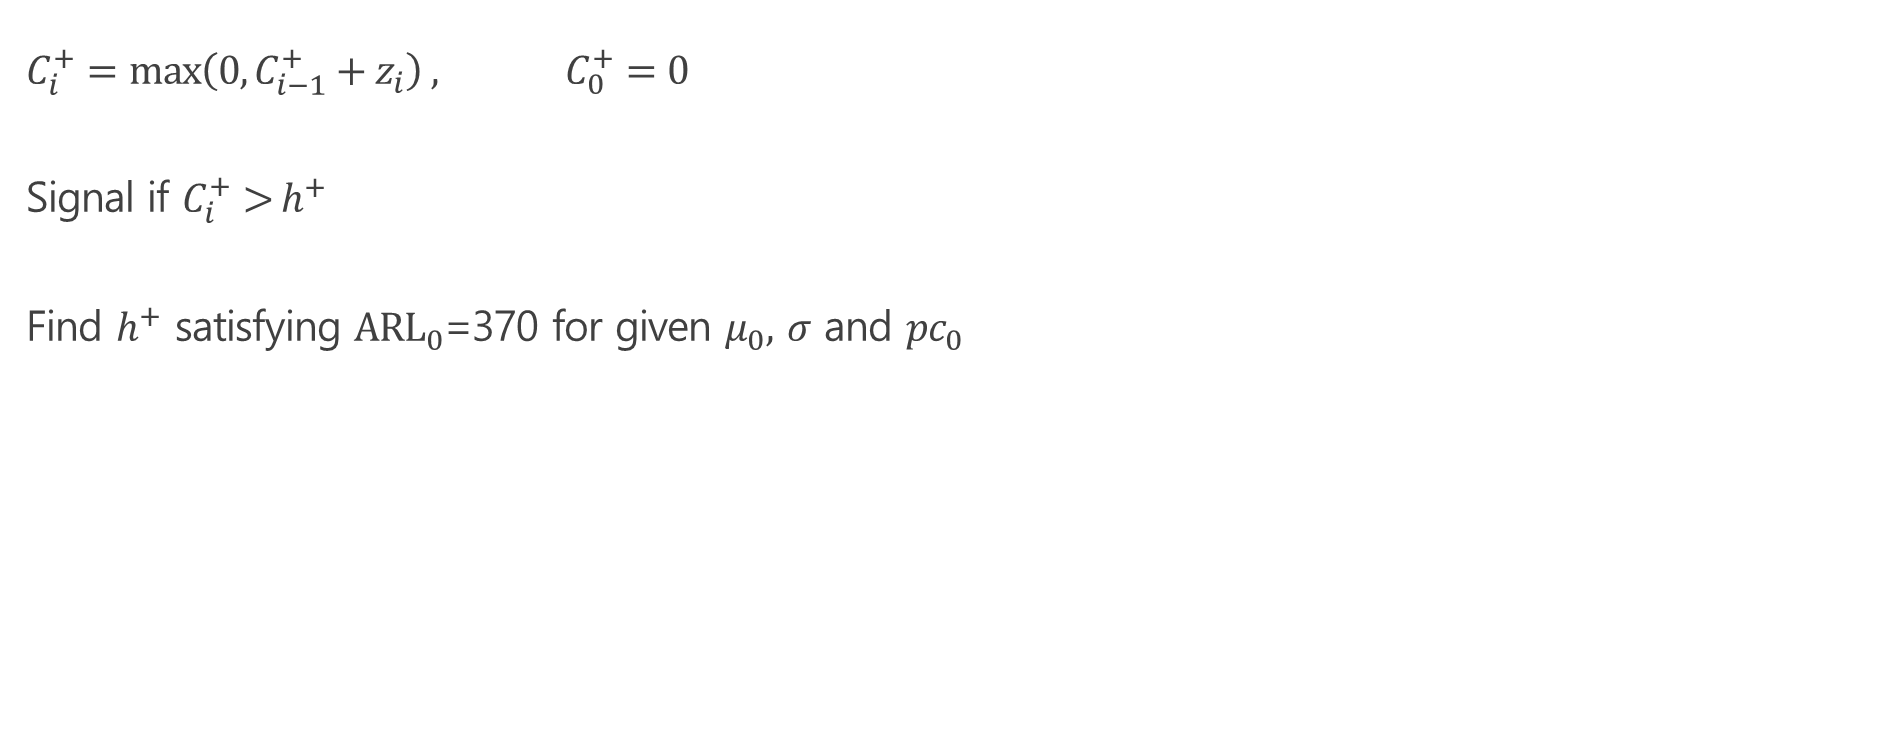 C_i^+ = max(0, C_{i−1}^+ + z_i) , C_0^+ = 0
Signal if C_i^+ > h^+
Find h^+ satisfying ARL_0=370 for given μ_0, σ and pc_0